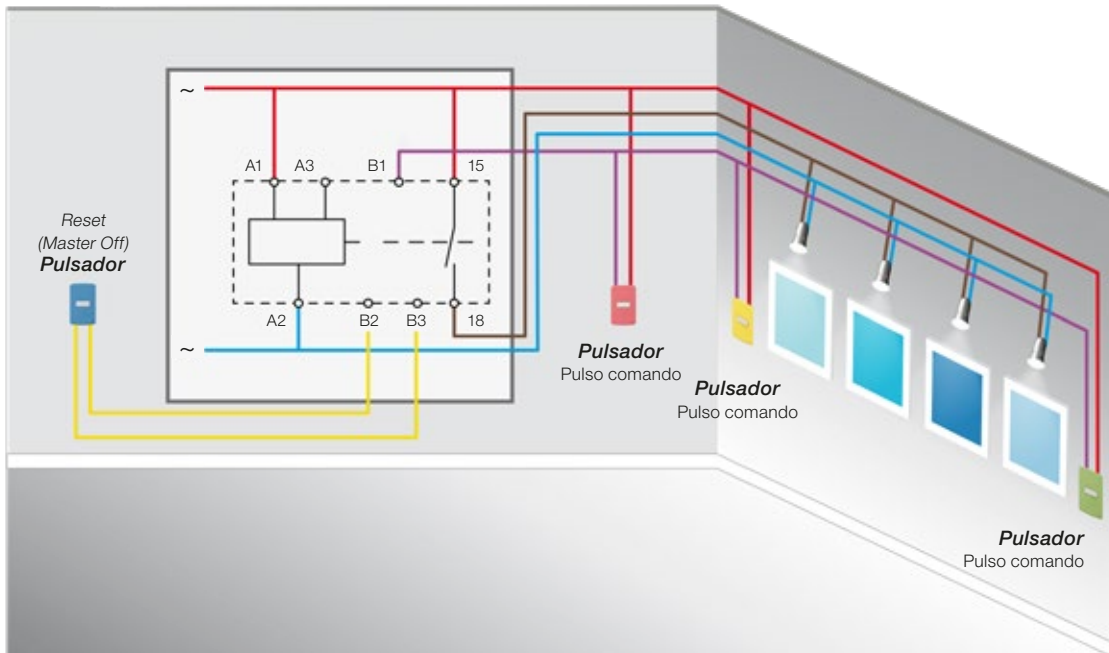 ~
A1
A3
B1
15
Reset
(Master Off)
Pulsador
A2
B2
B3
18
~
Pulsador
Pulso comando
Pulsador
Pulso comando
Pulsador
Pulso comando